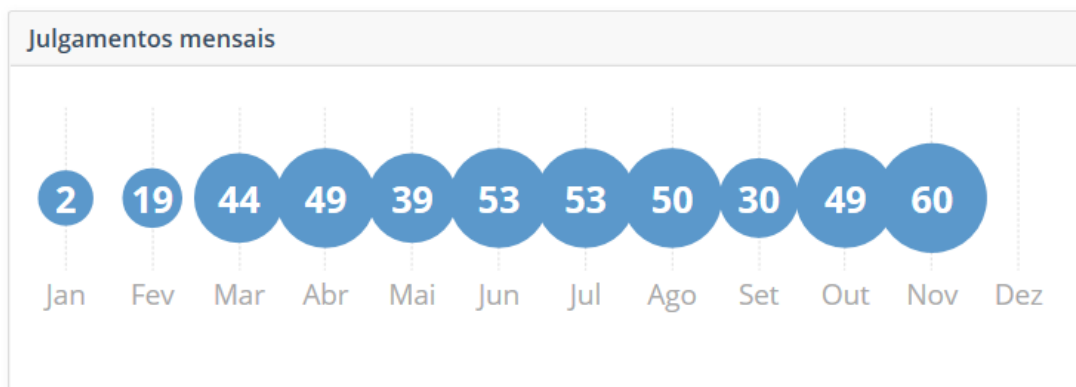 Julgamentos mensais
2 19 44 49 39 53 53 50 30 49 60
Jan Fev Mar Abr Mai Jun Jul Ago Set Out Nov Dez